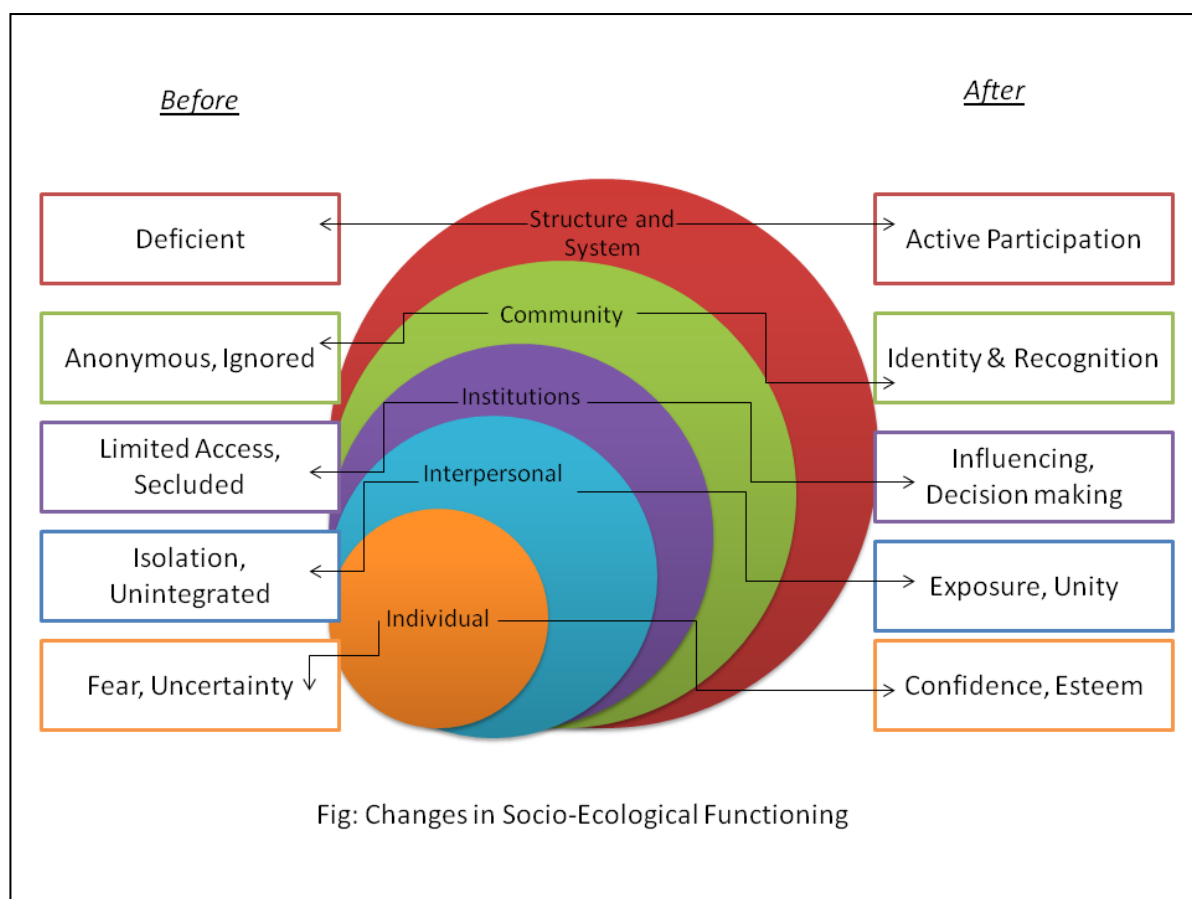 Before
After
Deficient
Structure and
System
Active Participation
Anonymous, Ignored
Community
Identity & Recognition
Limited Access,
Secluded
Institutions
Influencing,
Decision making
Isolation,
Unintegrated
Interpersonal
Exposure, Unity
Fear, Uncertainty
Individual
Confidence, Esteem
Fig: Changes in Socio-Ecological Functioning